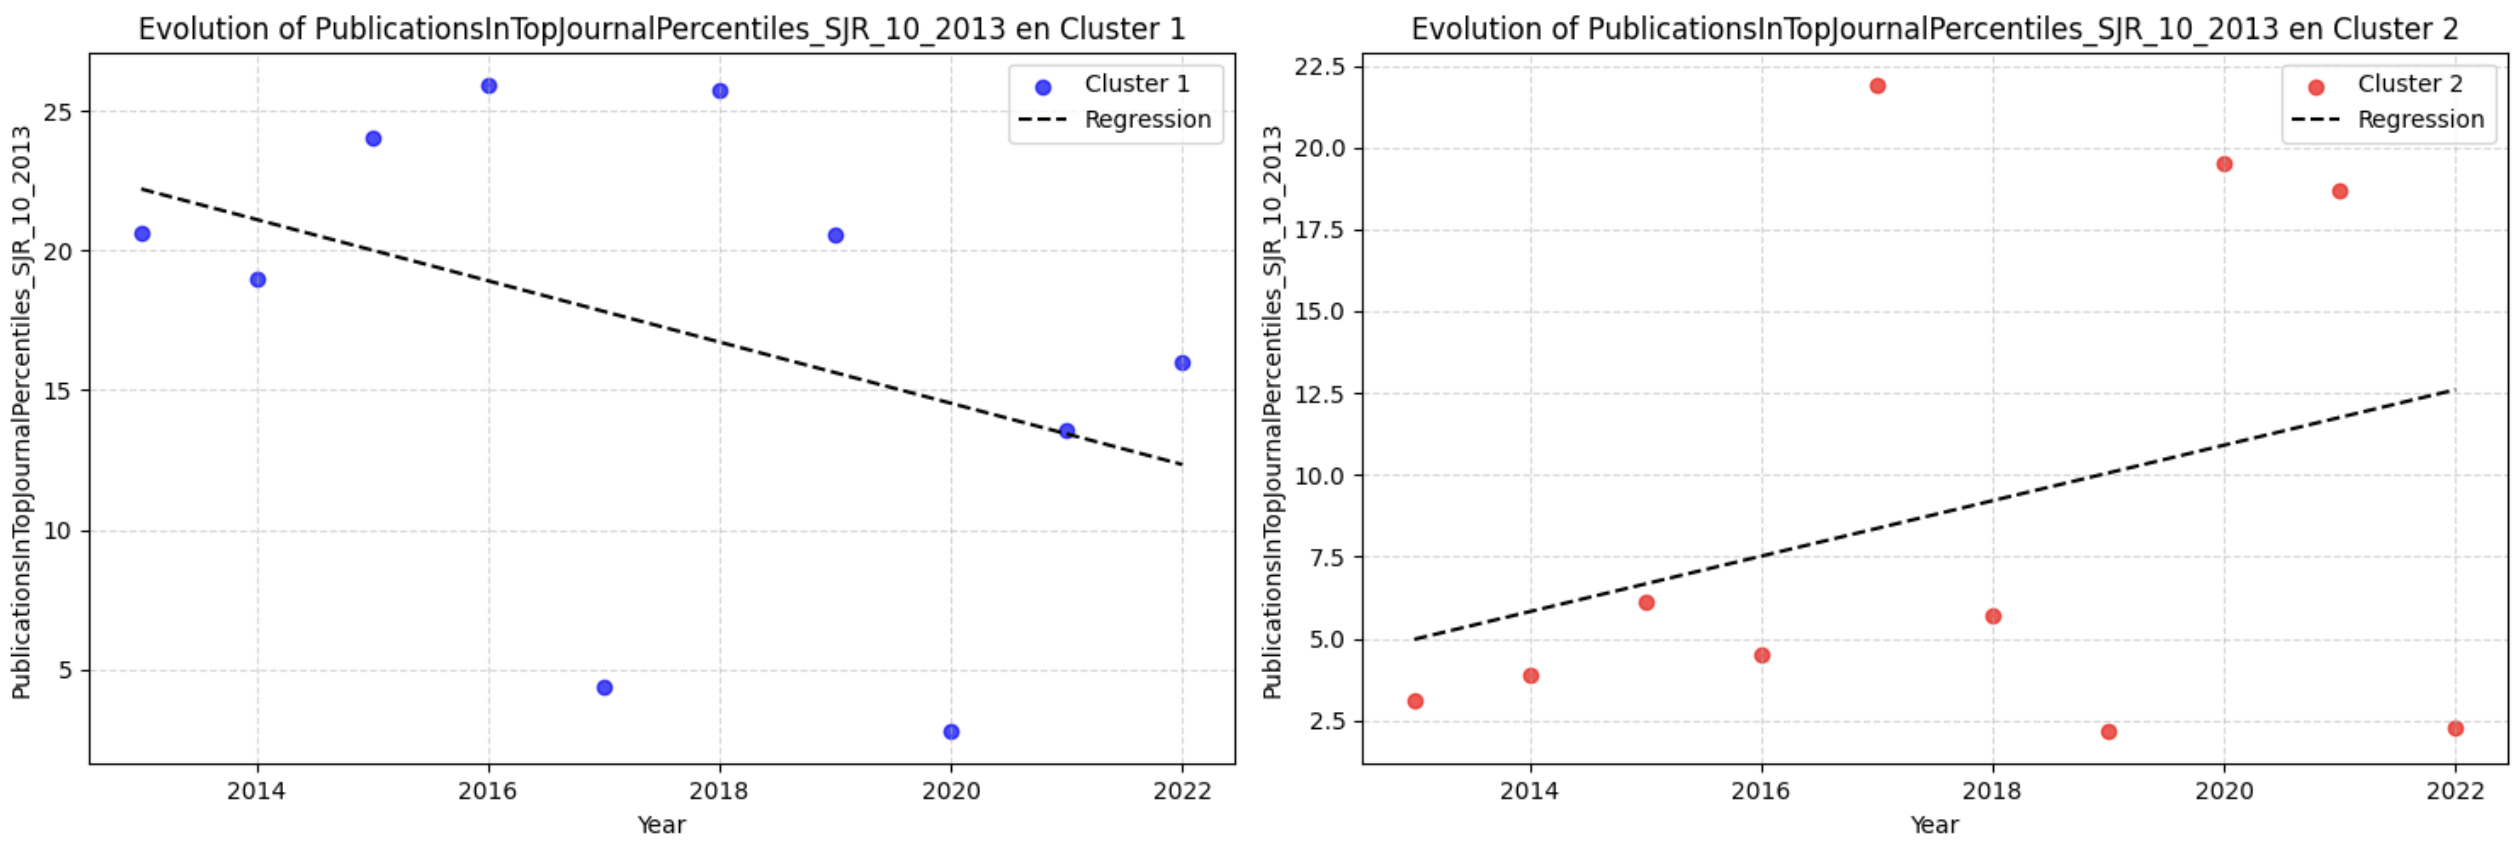 Evolution of PublicationsInTopJournalPercentiles_SJR_10_2013 en Cluster 1
PublicationsInTopJournalPercentiles_SJR_10_2013
25
20
15
10
5
Cluster 1
Regression
2014
2016
2018
2020
2022
Year
Evolution of PublicationsInTopJournalPercentiles_SJR_10_2013 en Cluster 2
PublicationsInTopJournalPercentiles_SJR_10_2013
22.5
20.0
17.5
15.0
12.5
10.0
7.5
5.0
2.5
Cluster 2
Regression
2014
2016
2018
2020
2022
Year